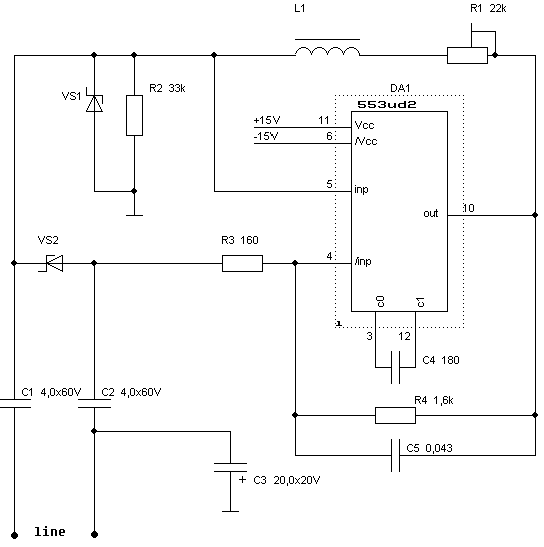 L1
R1 22k
VS1
R2 33k
DA1
553ud2
+15V
11
Vcc
-15V
6
/Vcc
5
inp
out
10
VS2
R3 160
4
/inp
c0
c1
1
3
12
C4 180
C1 4,0x60V
C2 4,0x60V
R4 1,6k
C5 0,043
+
C3 20,0x20V
line